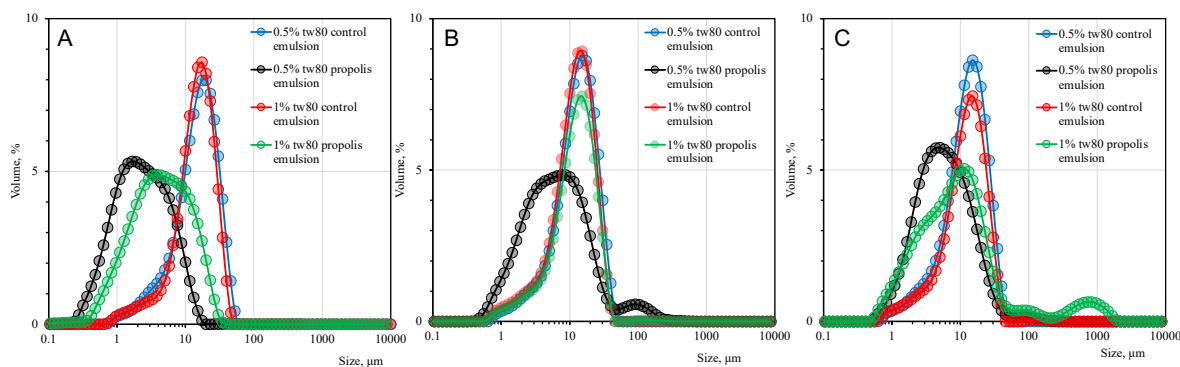 A
10
5
0
Volume, %
0.5% tw80 control
emulsion
0.5% tw80 propolis
emulsion
1% tw80 control
emulsion
1% tw80 propolis
emulsion
0.1
1
10
100
1000
10000
Size, μm
B
10
5
0
Volume, %
0.5% tw80 control
emulsion
0.5% tw80 propolis
emulsion
1% tw80 control
emulsion
1% tw80 propolis
emulsion
0.1
1
10
100
1000
10000
Size, μm
C
10
5
0
Volume, %
0.5% tw80 control
emulsion
0.5% tw80 propolis
emulsion
1% tw80 control
emulsion
1% tw80 propolis
emulsion
0.1
1
10
100
1000
10000
Size, μm